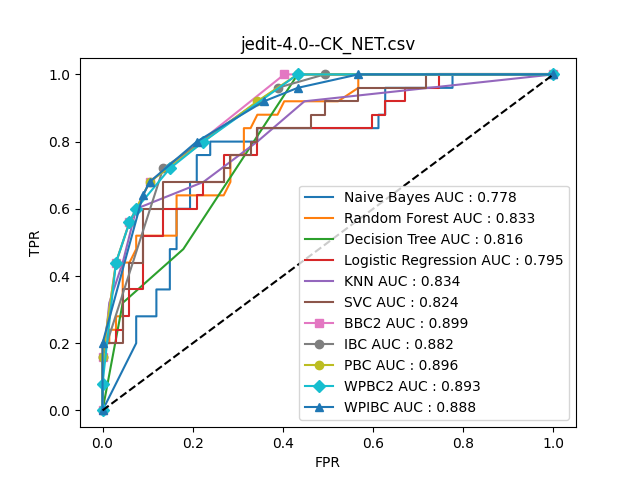 jedit-4.0--CK_NET.csv
1.0
0.8
0.6
0.4
0.2
0.0
TPR
Naive Bayes AUC : 0.778
Random Forest AUC : 0.833
Decision Tree AUC : 0.816
Logistic Regression AUC : 0.795
KNN AUC : 0.834
SVC AUC : 0.824
BBC2 AUC : 0.899
IBC AUC : 0.882
PBC AUC : 0.896
WPBC2 AUC : 0.893
WPIBC AUC : 0.888
0.0 0.2 0.4 0.6 0.8 1.0
FPR